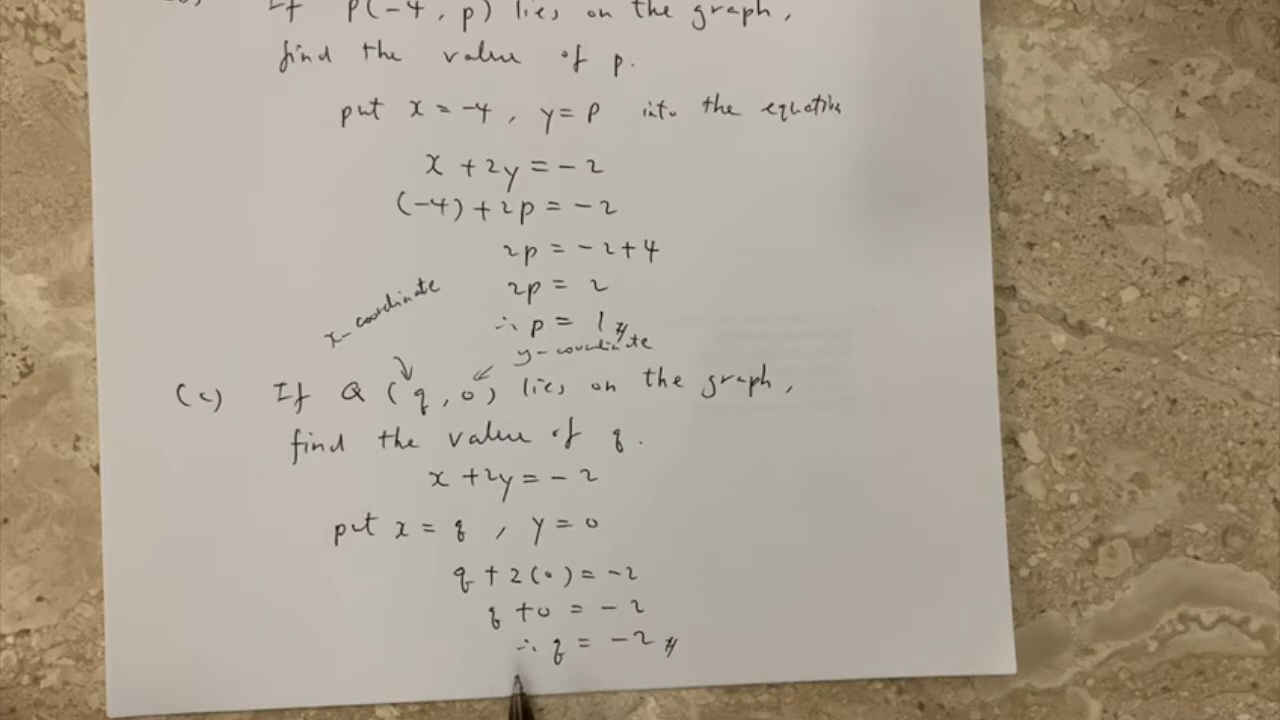 If P(-4, p) lies on the graph,
find the value of p.
put x = -4, y = p into the equation
x + 2y = -2
(-4) + 2p = -2
2p = -2+4
2p = 2
∴ p = 1
x-coordinate
y-coordinate
(c) If Q (q, 0) lies on the graph,
find the value of q.
x + 2y = -2
put x = q, y = 0
q + 2(0) = -2
q + 0 = -2
∴ q = -2